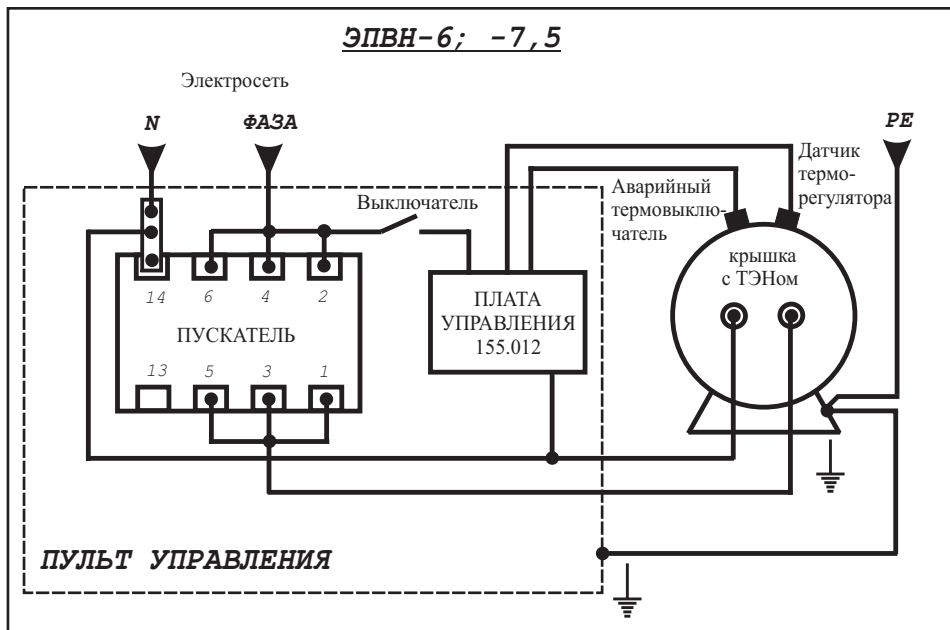 ЭПВН-6; -7,5
Электросеть
N
ФАЗА
PE
Датчик
термо-
регулятора
Аварийный
термовыклю-
чатель
Выключатель
крышка
с ТЭНом
14
6
4
2
ПУСКАТЕЛЬ
13
5
3
1
ПЛАТА
УПРАВЛЕНИЯ
155.012
ПУЛЬТ УПРАВЛЕНИЯ